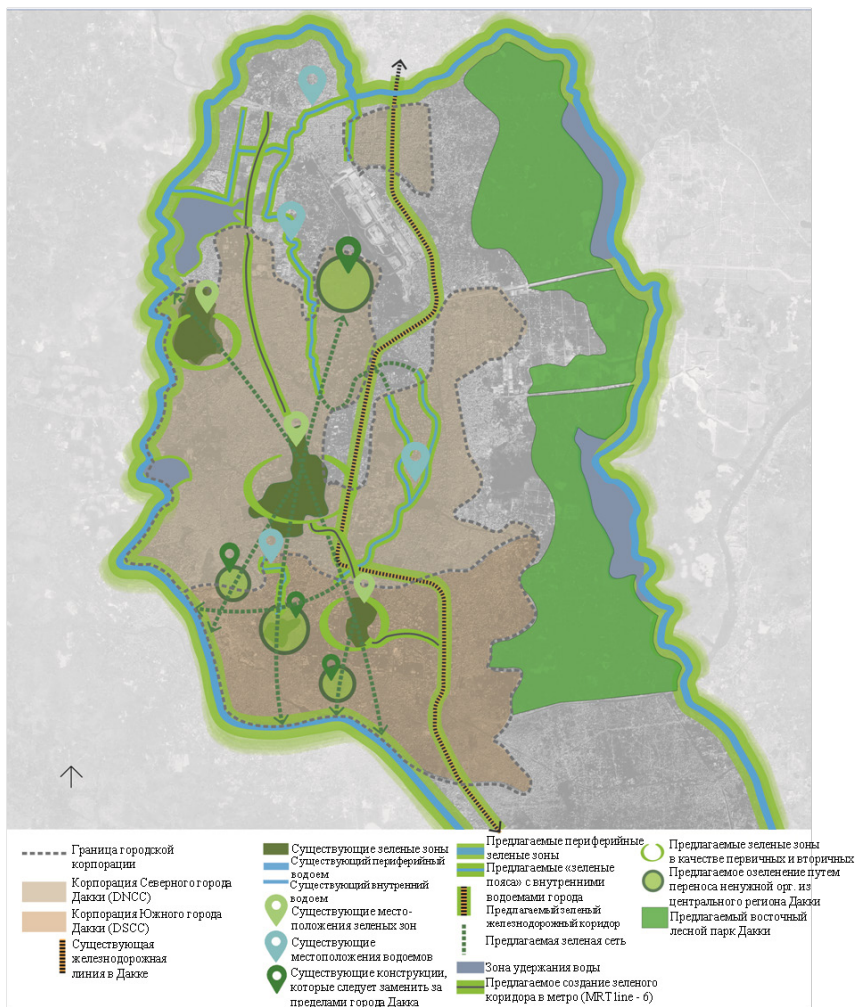 Граница городской
корпорации
Корпорация Северного города
Дакки (DNCC)
Корпорация Южного города
Дакки (DSCC)
Существующая
железнодорожная
линия в Дакке
Существующие зеленые зоны
Существующий периферийный
водоем
Существующий внутренний
водоем
Существующие место-
положения зеленых зон
Существующие
местоположения водоемов
Существующие конструкции,
которые следует заменить за
пределами города Дакка
Предлагаемые периферийные
зеленые зоны
Предлагаемые «зеленые
пояса» с внутренними
водоемами города
Предлагаемый зеленый
железнодорожный коридор
Предлагаемая зеленая сеть
Зона удержания воды
Предлагаемое создание зеленого
коридора в метро (MRT line - 6)
Предлагаемые зеленые зоны
в качестве первичных и вторичных
Предлагаемое озеленение путем
переноса ненужной орг. из
центрального региона Дакки
Предлагаемый восточный
лесной парк Дакки